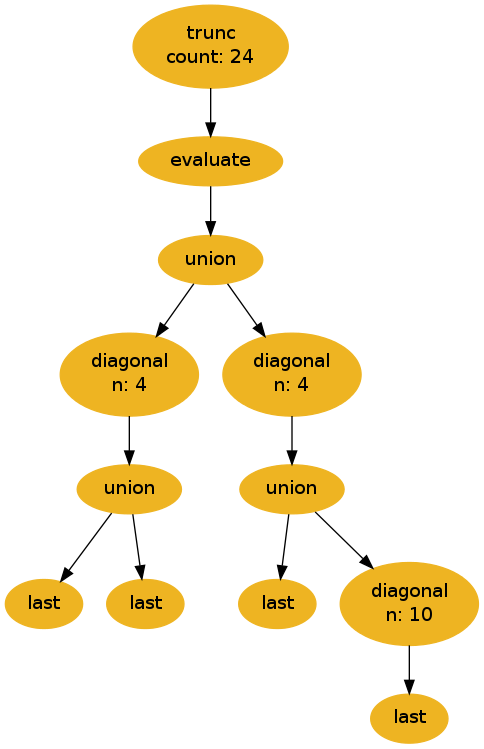 trunc
count: 24
evaluate
union
diagonal
n: 4
diagonal
n: 4
union
union
last
last
last
diagonal
n: 10
last